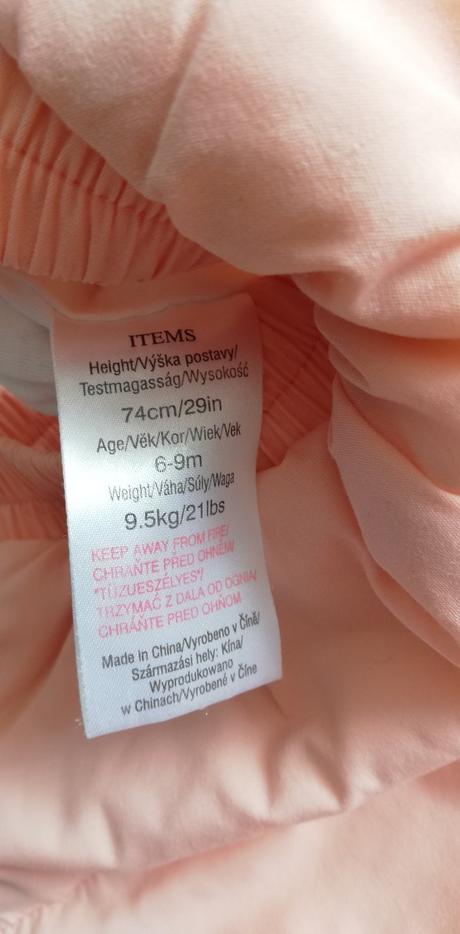 ITEMS
Height/Výška postavy/
Testmagasság/Wysokość
74cm/29in
Age/Věk/Kor/Wiek/Vek
6-9m
Weight/Váha/Súly/Waga
9.5kg/21lbs
KEEP AWAY FROM FIRE/
CHRAŇTE PŘED OHNĚM/
"TŰZUESZÉLYES"/
TRZYMAĆ Z DALA OD OGNIA/
CHRÁŇTE PRED OHŇOM
Made in China/Vyrobeno v Číně/
Származási hely: Kína/
Wyprodukowano
w Chinach/Vyrobené v Číne